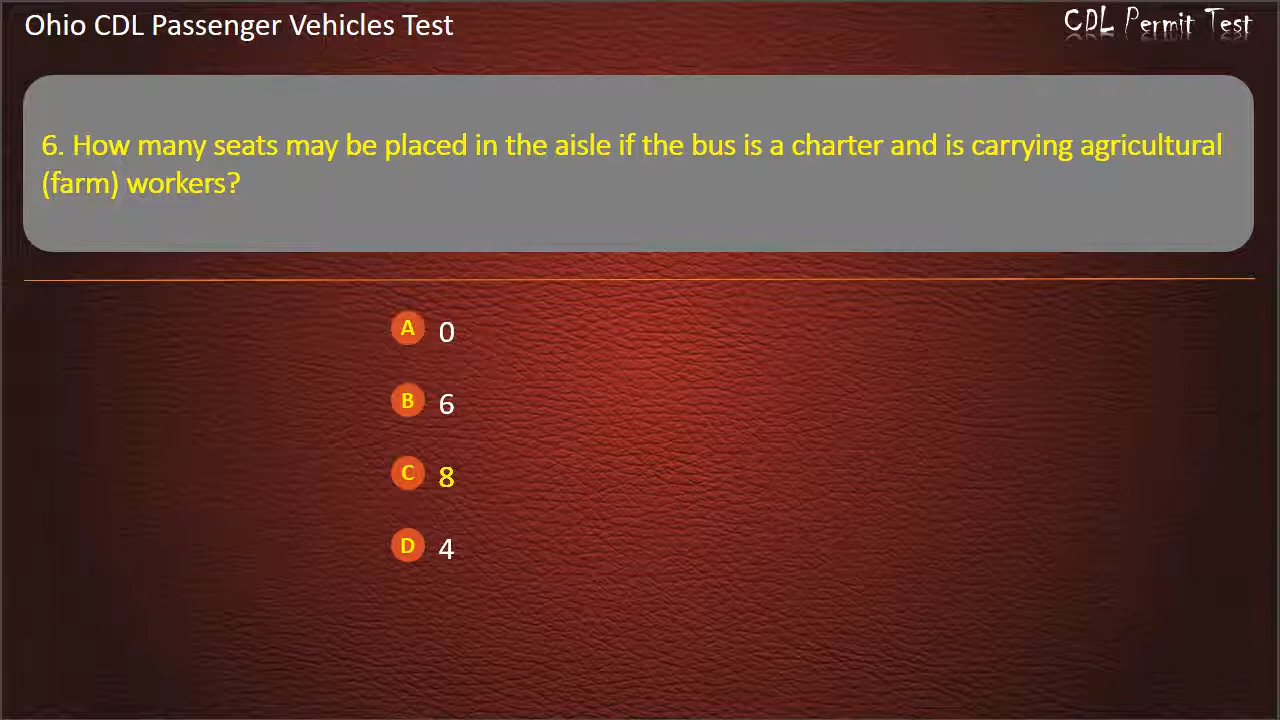 Ohio CDL Passenger Vehicles Test
CDL Permit Test
6. How many seats may be placed in the aisle if the bus is a charter and is carrying agricultural
(farm) workers?
A 0
B 6
C 8
D 4